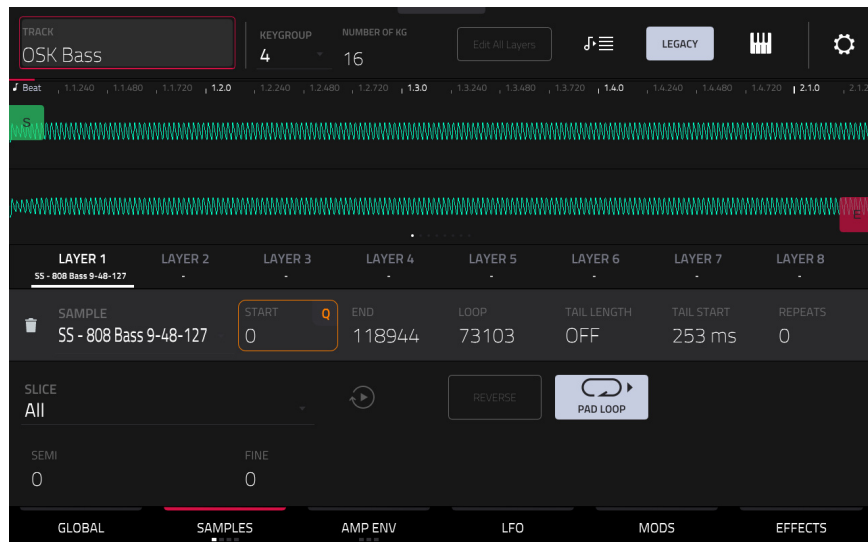 TRACK
OSK Bass
KEYGROUP
4
NUMBER OF KG
16
Edit All Layers
LEGACY
Beat 1.1.240 1.1.480 1.1.720 1.2.0 1.2.240 1.2.480 1.2.720 1.3.0 1.3.240 1.3.480 1.3.720 1.4.0 1.4.240 1.4.480 1.4.720 2.1.0 2.1.2
S
E
LAYER 1 LAYER 2 LAYER 3 LAYER 4 LAYER 5 LAYER 6 LAYER 7 LAYER 8
SS - 808 Bass 9-48-127 - - - - - - -
SAMPLE START Q END LOOP TAIL LENGTH TAIL START REPEATS
SS - 808 Bass 9-48-127 0 118944 73103 OFF 253 ms 0
SLICE
All
REVERSE
PAD LOOP
SEMI FINE
0 0
GLOBAL SAMPLES AMP ENV LFO MODS EFFECTS